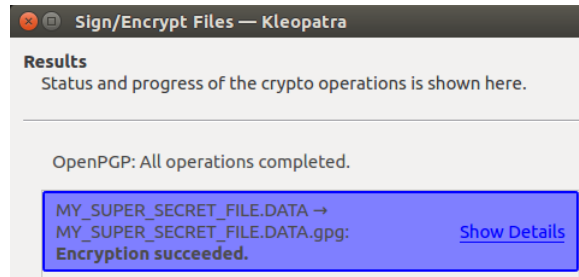 Sign/Encrypt Files — Kleopatra
Results
Status and progress of the crypto operations is shown here.
OpenPGP: All operations completed.
MY_SUPER_SECRET_FILE.DATA →
MY_SUPER_SECRET_FILE.DATA.gpg: Show Details
Encryption succeeded.